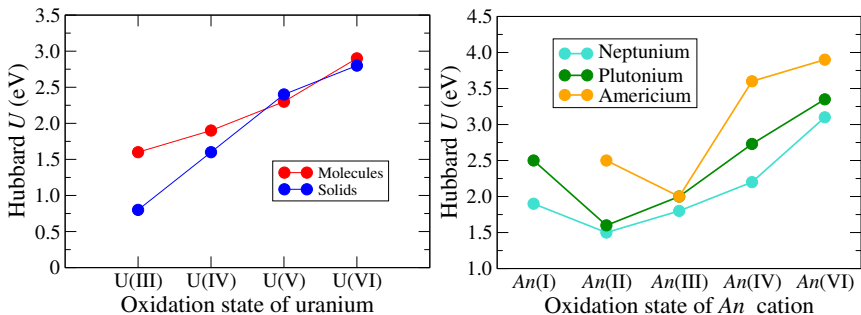 Hubbard U (eV)
3.5
3.0
2.5
2.0
1.5
1.0
0.5
0
Molecules
Solids
U(III) U(IV) U(V) U(VI)
Oxidation state of uranium
Hubbard U (eV)
4.5
4.0
3.5
3.0
2.5
2.0
1.5
1.0
Neptunium
Plutonium
Americium
An(I) An(II) An(III) An(IV) An(VI)
Oxidation state of An cation